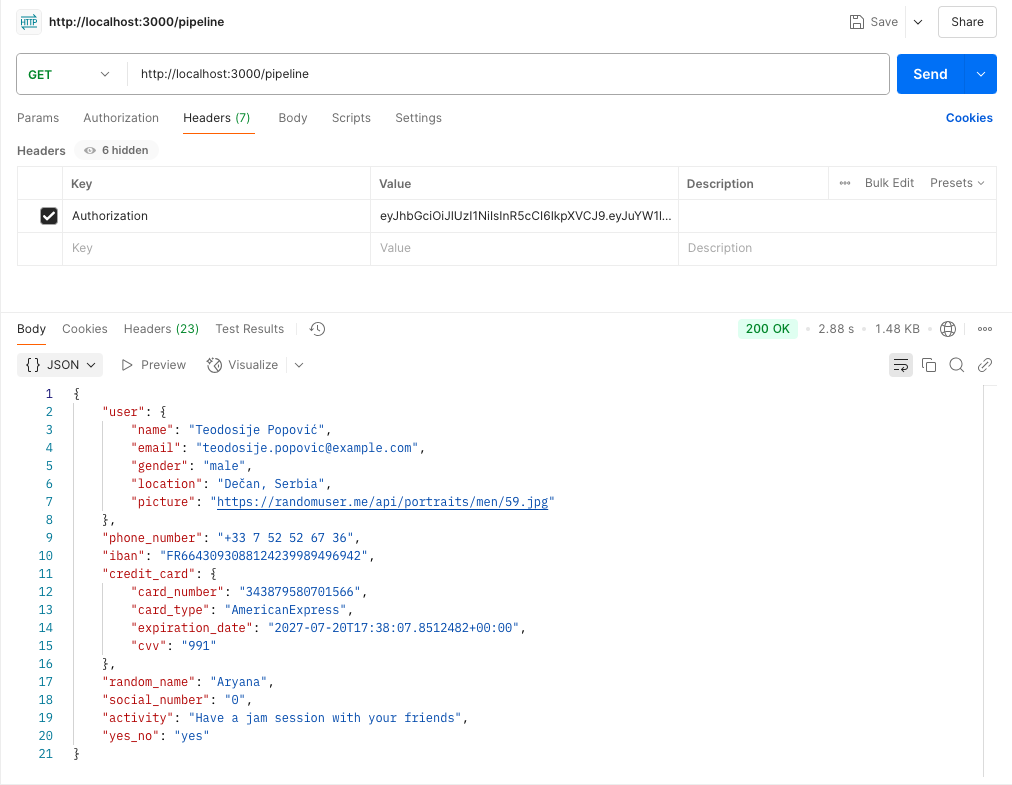 HTTP http://localhost:3000/pipeline Save Share
GET http://localhost:3000/pipeline Send
Params Authorization Headers (7) Body Scripts Settings Cookies
Headers 6 hidden
Key Value Description ••• Bulk Edit Presets
Authorization eyJhbGciOiJIUzI1NiIsInR5cCI6IkpXVCJ9.eyJuYW1l...
Key Value Description
Body Cookies Headers (23) Test Results 200 OK • 2.88 s • 1.48 KB •
{} JSON Preview Visualize
1 {
2 "user": {
3 "name": "Teodosije Popović",
4 "email": "teodosije.popovic@example.com",
5 "gender": "male",
6 "location": "Dečan, Serbia",
7 "picture": "https://randomuser.me/api/portraits/men/59.jpg"
8 },
9 "phone_number": "+33 7 52 52 67 36",
10 "iban": "FR6643093088124239989496942",
11 "credit_card": {
12 "card_number": "343879580701566",
13 "card_type": "AmericanExpress",
14 "expiration_date": "2027-07-20T17:38:07.8512482+00:00",
15 "cvv": "991"
16 },
17 "random_name": "Aryana",
18 "social_number": "0",
19 "activity": "Have a jam session with your friends",
20 "yes_no": "yes"
21 }